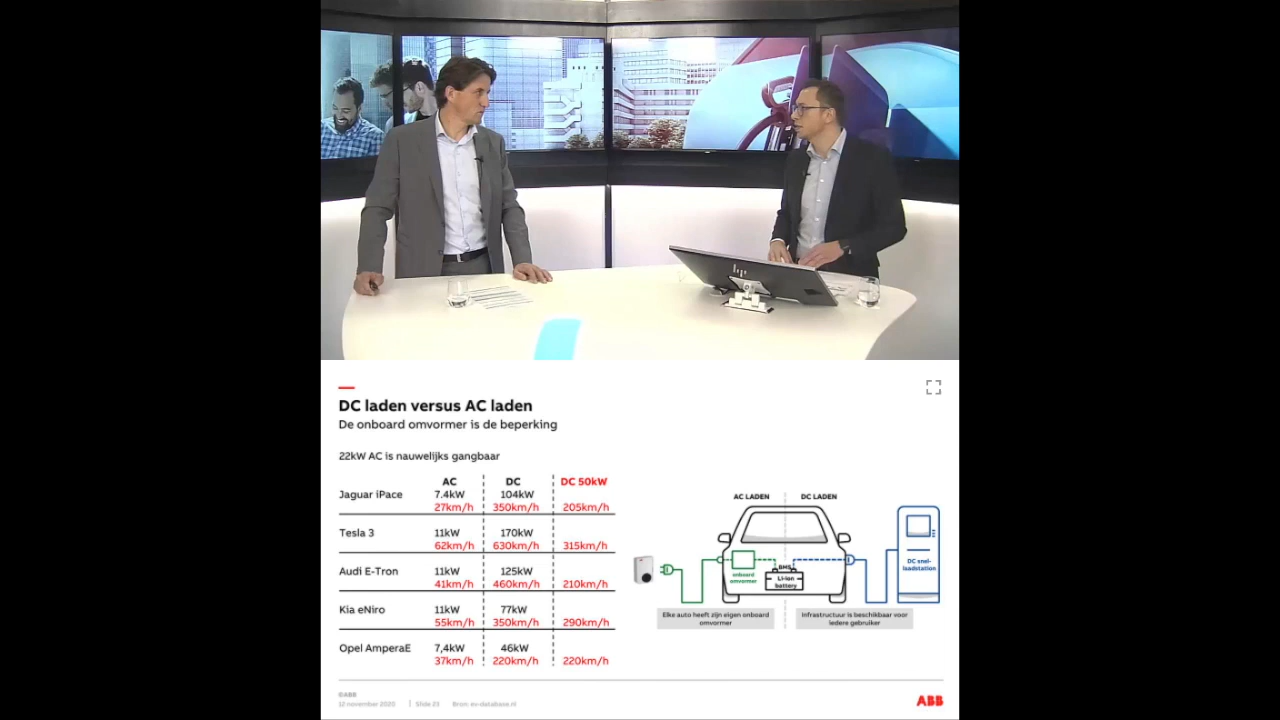 hp
DC laden versus AC laden
De onboard omvormer is de beperking
22kW AC is nauwelijks gangbaar
AC DC DC 50kW
Jaguar iPace 7.4kW 104kW
27km/h 350km/h 205km/h
Tesla 3 11kW 170kW
62km/h 630km/h 315km/h
Audi E-Tron 11kW 125kW
41km/h 460km/h 210km/h
Kia eNiro 11kW 77kW
55km/h 350km/h 290km/h
Opel AmperaE 7,4kW 46kW
37km/h 220km/h 220km/h
AC LADEN DC LADEN
onboard
omvormer
BMS
Li-ion
battery
DC snel-
laadstation
Elke auto heeft zijn eigen onboard
omvormer
Infrastructuur is beschikbaar voor
iedere gebruiker
©ABB
12 november 2020 | Slide 23 Bron: ev-database.nl
ABB